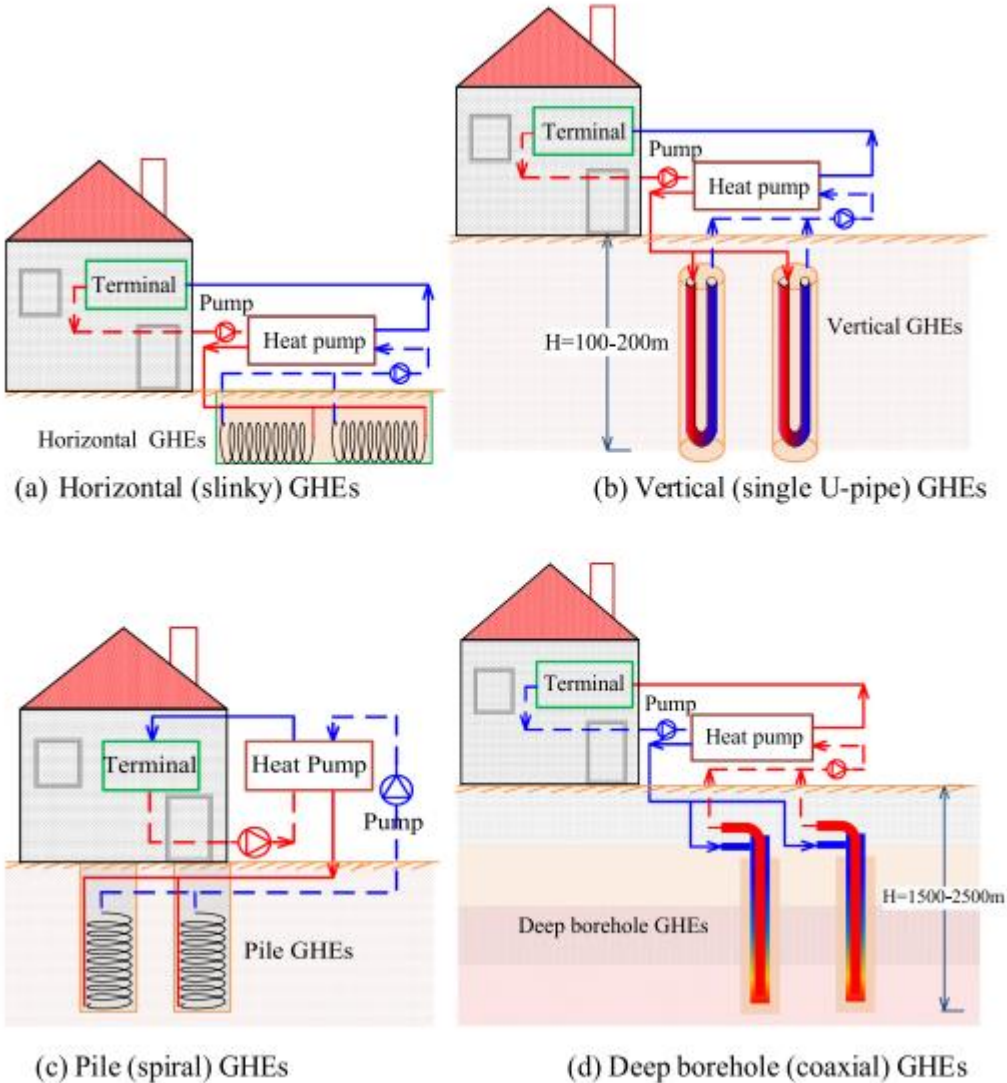 Terminal
Pump
Heat pump
Horizontal GHEs
(a) Horizontal (slinky) GHEs
Terminal
Pump
Heat pump
H=100-200m
Vertical GHEs
(b) Vertical (single U-pipe) GHEs
Terminal
Heat Pump
Pump
Pile GHEs
(c) Pile (spiral) GHEs
Terminal
Pump
Heat pump
H=1500-2500m
Deep borehole GHEs
(d) Deep borehole (coaxial) GHEs